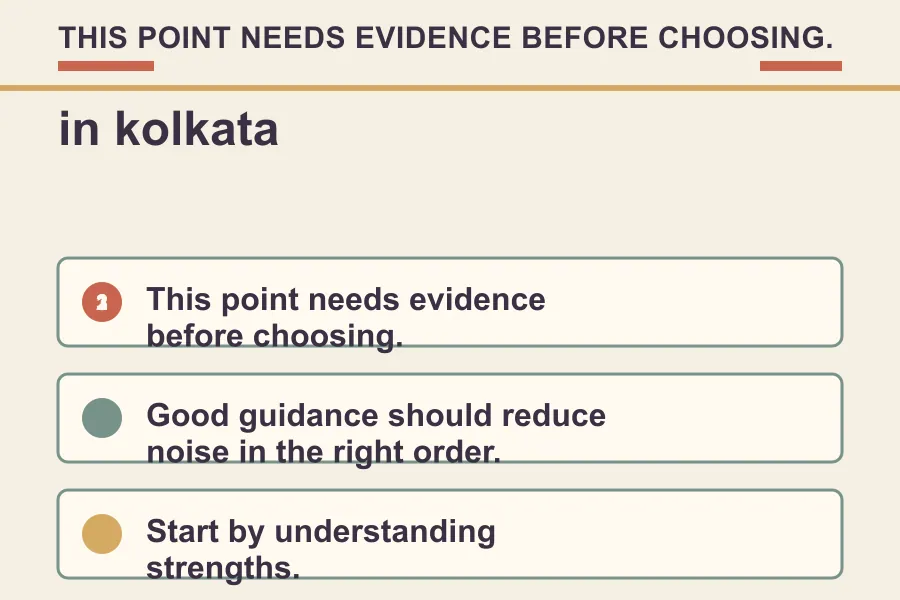 THIS POINT NEEDS EVIDENCE BEFORE CHOOSING.
in kolkata
This point needs evidence
before choosing.
Good guidance should reduce
noise in the right order.
Start by understanding
strengths.